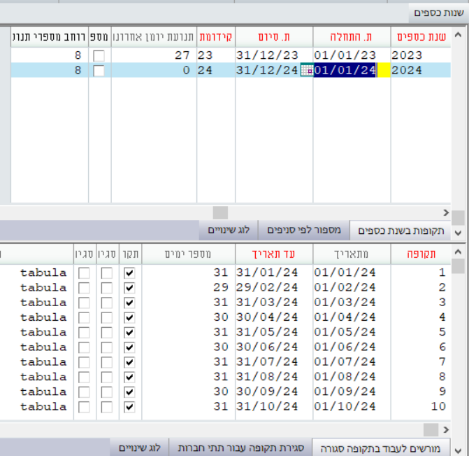 שנות כספים
שנת כספים ת. התחלה ת. סיום קידומת תנועת יומן אחרונו מספ רוחב מספרי תנוו
2023 01/01/23 31/12/23 23 27 8
2024 01/01/24 31/12/24 24 0 8
תקופות בשנת כספים מספור לפי סניפים לוג שינויים
תקופה מתאריך עד תאריך מספר ימים תקו סגיו סגיו
1 01/01/24 31/01/24 31 tabula
2 01/02/24 29/02/24 29 tabula
3 01/03/24 31/03/24 31 tabula
4 01/04/24 30/04/24 30 tabula
5 01/05/24 31/05/24 31 tabula
6 01/06/24 30/06/24 30 tabula
7 01/07/24 31/07/24 31 tabula
8 01/08/24 31/08/24 31 tabula
9 01/09/24 30/09/24 30 tabula
10 01/10/24 31/10/24 31 tabula
מורשים לעבוד בתקופה סגורה סגירת תקופה עבור תתי חברות לוג שינויים